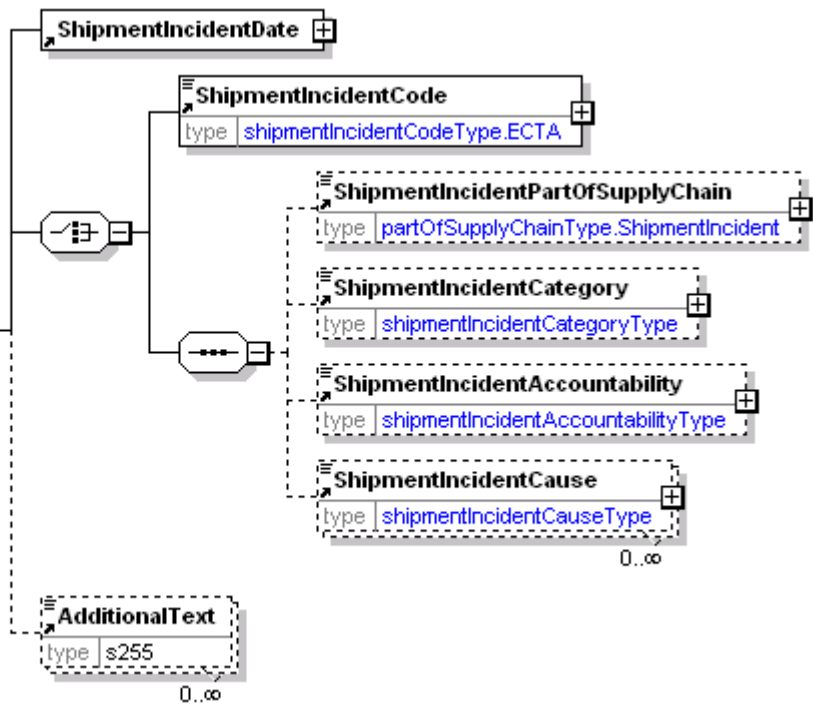 ShipmentIncidentDate
ShipmentIncidentCode
type shipmentIncidentCodeType.ECTA
ShipmentIncidentPartOfSupplyChain
type partOfSupplyChainType.ShipmentIncident
ShipmentIncidentCategory
type shipmentIncidentCategoryType
ShipmentIncidentAccountability
type shipmentIncidentAccountabilityType
ShipmentIncidentCause
type shipmentIncidentCauseType
0..∞
AdditionalText
type s255
0..∞